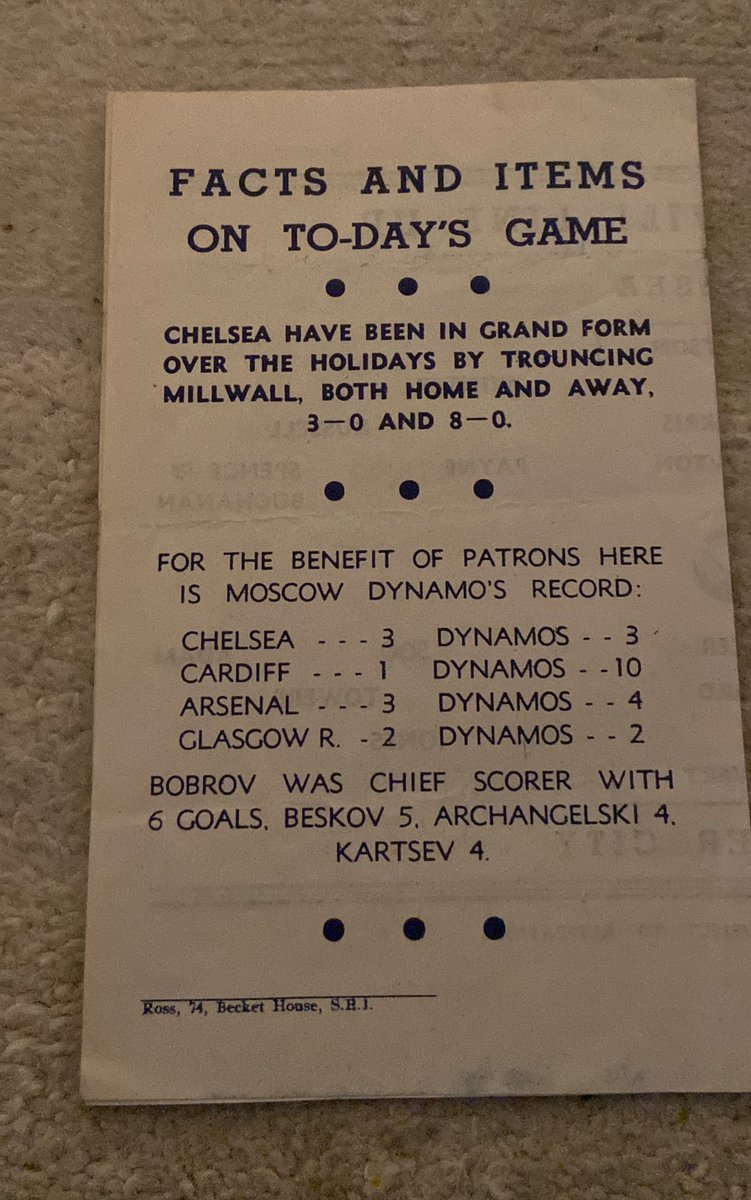 FACTS AND ITEMS
ON TO-DAY'S GAME
CHELSEA HAVE BEEN IN GRAND FORM
OVER THE HOLIDAYS BY TROUNCING
MILLWALL, BOTH HOME AND AWAY,
3—0 AND 8—0.
FOR THE BENEFIT OF PATRONS HERE
IS MOSCOW DYNAMO'S RECORD:
CHELSEA - - - 3 DYNAMOS - - 3
CARDIFF - - - 1 DYNAMOS - - 10
ARSENAL - - - 3 DYNAMOS - - 4
GLASGOW R. - 2 DYNAMOS - - 2
BOBROV WAS CHIEF SCORER WITH
6 GOALS, BESKOV 5, ARCHANGELSKI 4,
KARTSEV 4.
Ross, 74, Becket House, S.E.1.